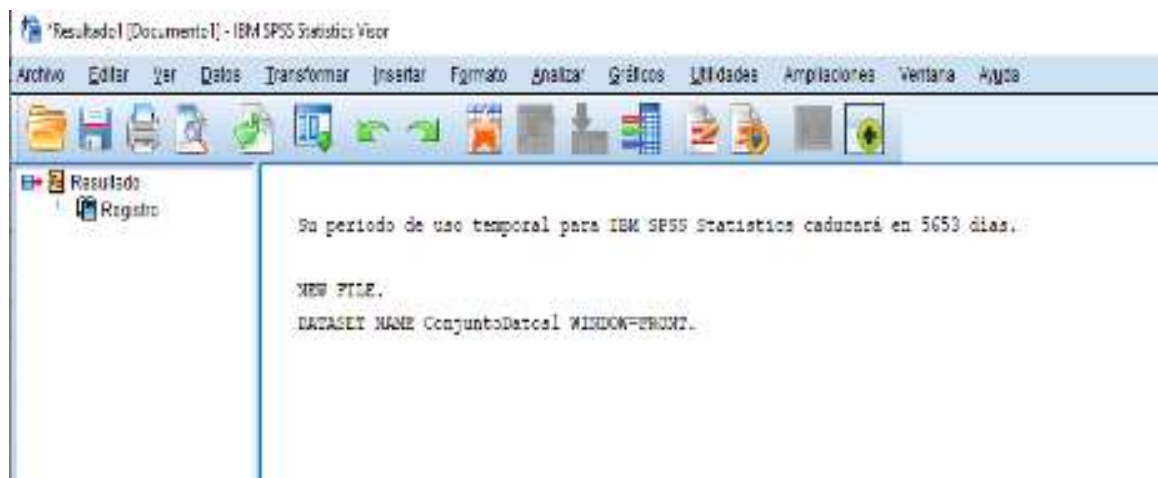 *Resultado1 [Documento1] - IBM SPSS Statistics Visor
Archivo Editar Ver Datos Transformar Insertar Formato Analizar Gráficos Utilidades Ampliaciones Ventana Ayuda
Resultado
Registro
Su periodo de uso temporal para IBM SPSS Statistics caducará en 5653 días.
NEW FILE.
DATASET NAME ConjuntoDatos1 WINDOW=FRONT.